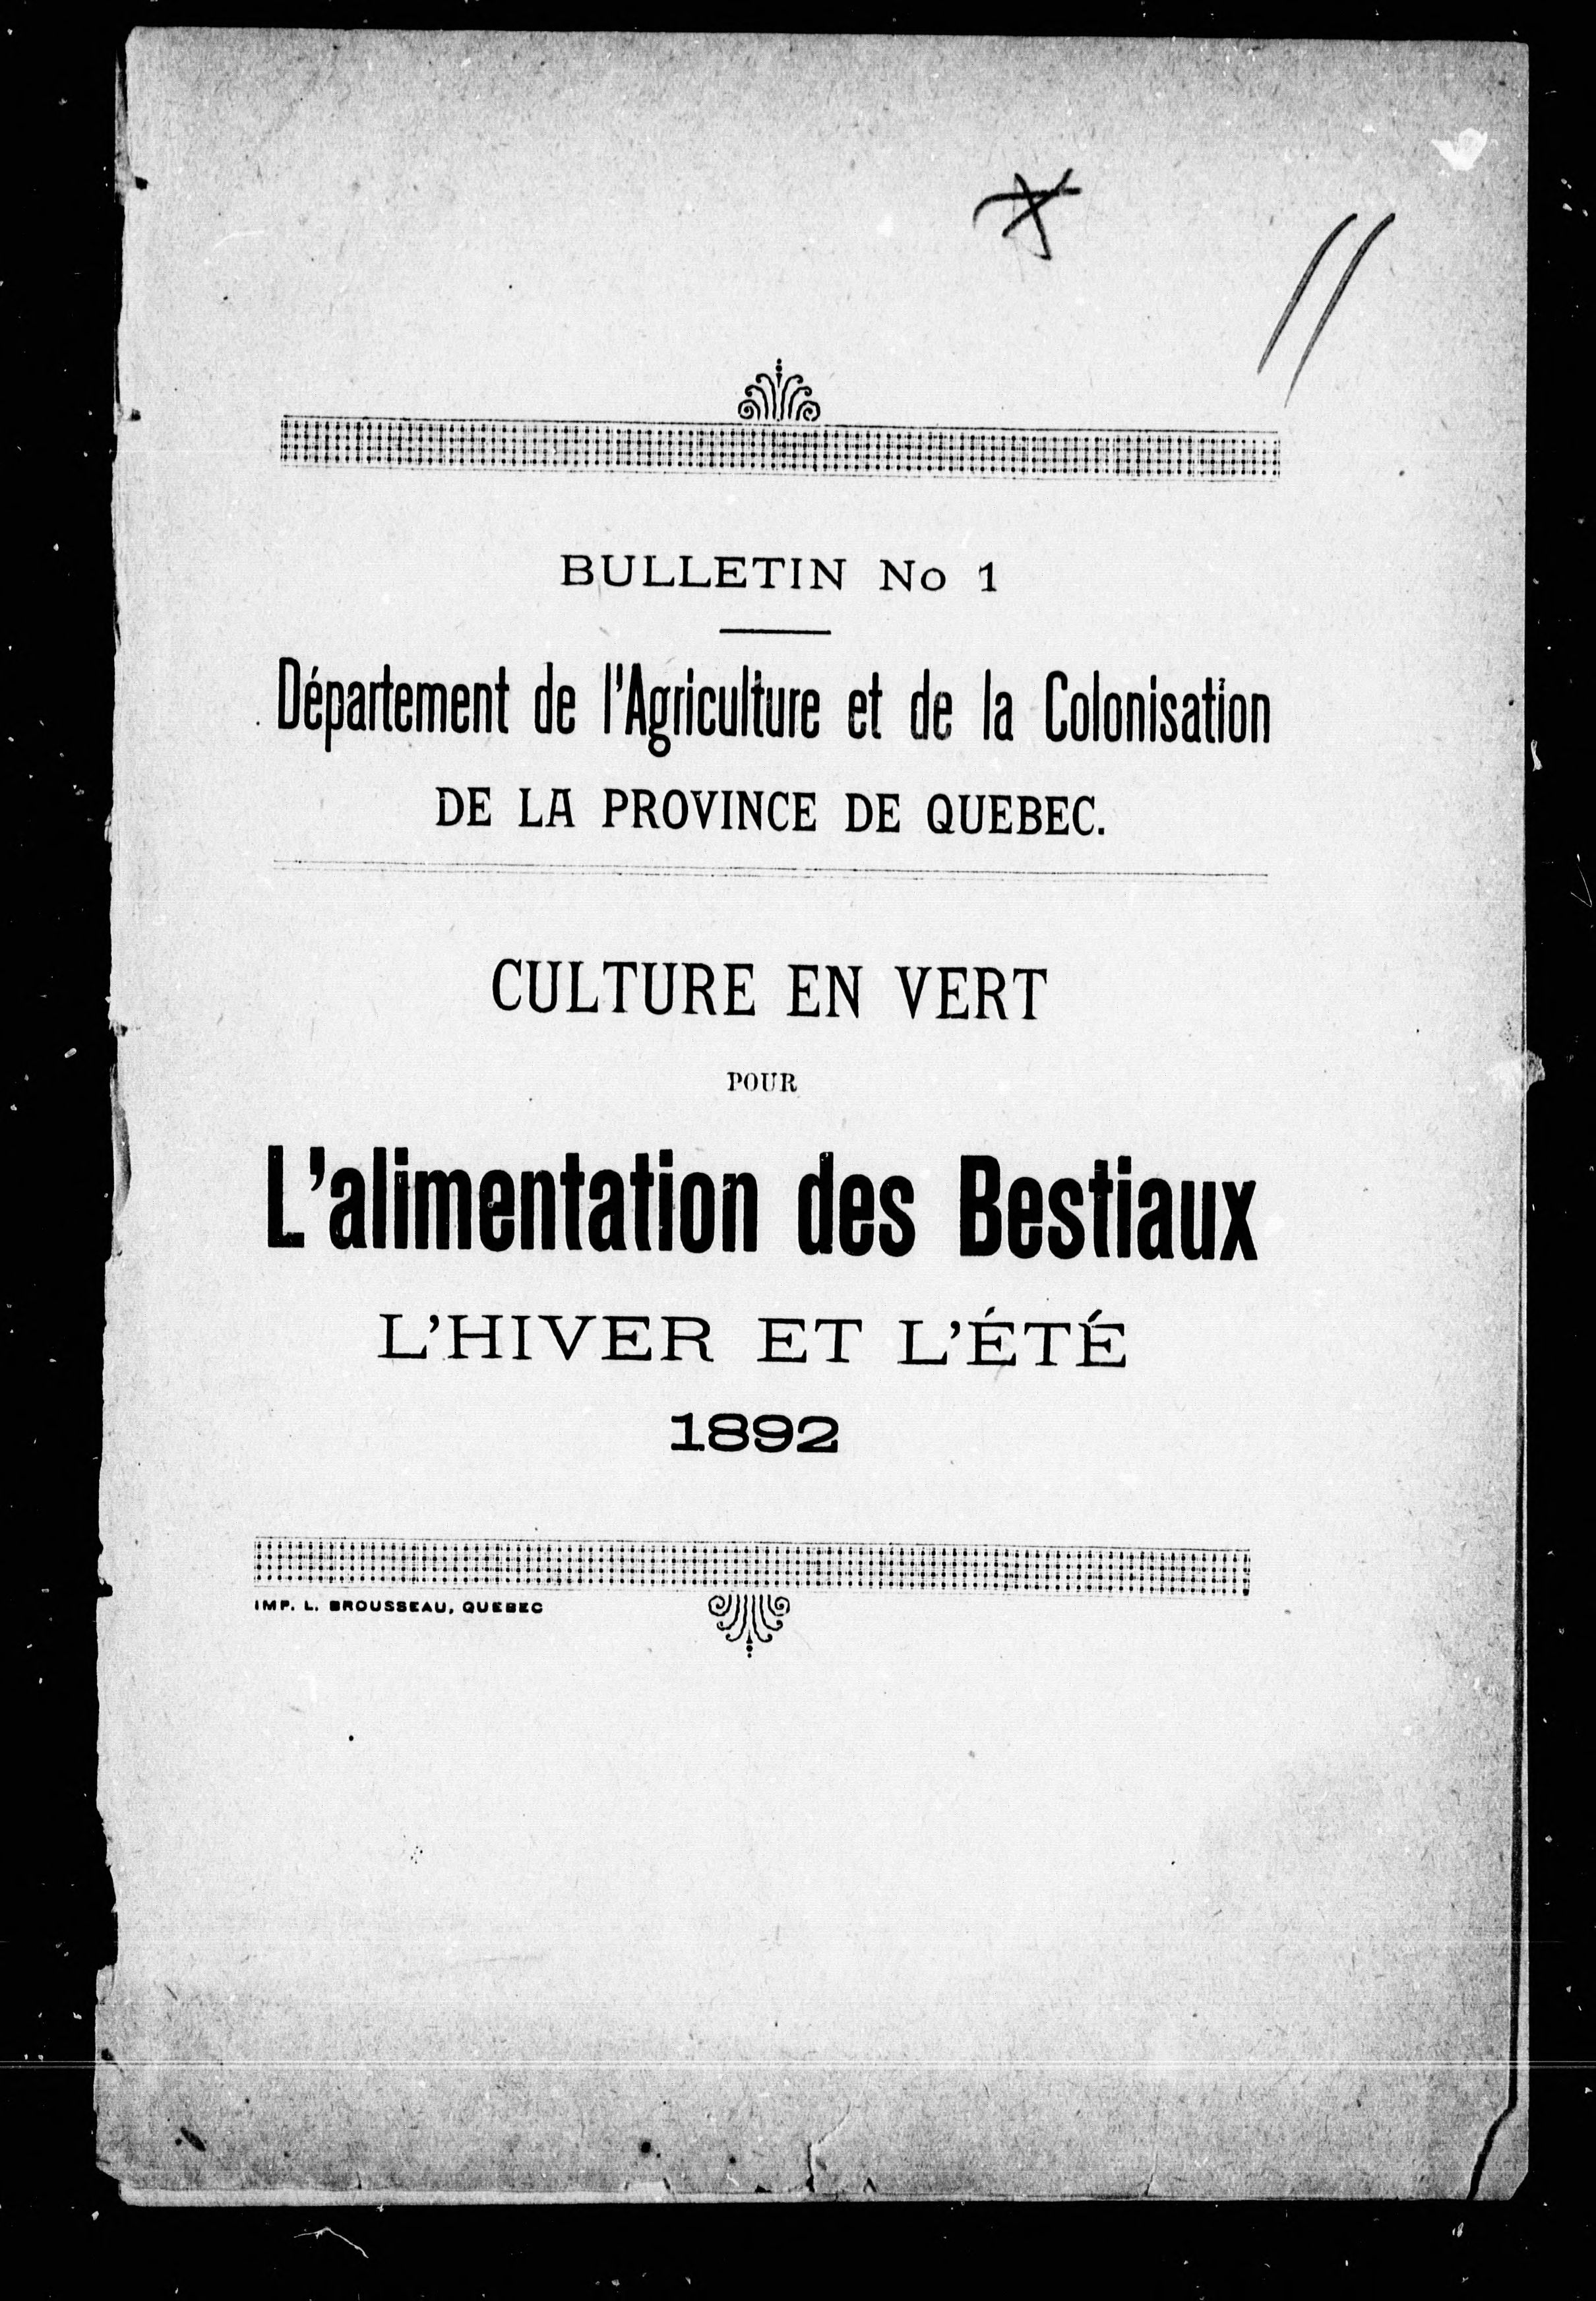 11
BULLETIN No 1
Département de l'Agriculture et de la Colonisation
DE LA PROVINCE DE QUEBEC.
CULTURE EN VERT
POUR
L'alimentation des Bestiaux
L'HIVER ET L'ÉTÉ
1892
IMP. L. BROUSSEAU, QUEBEC